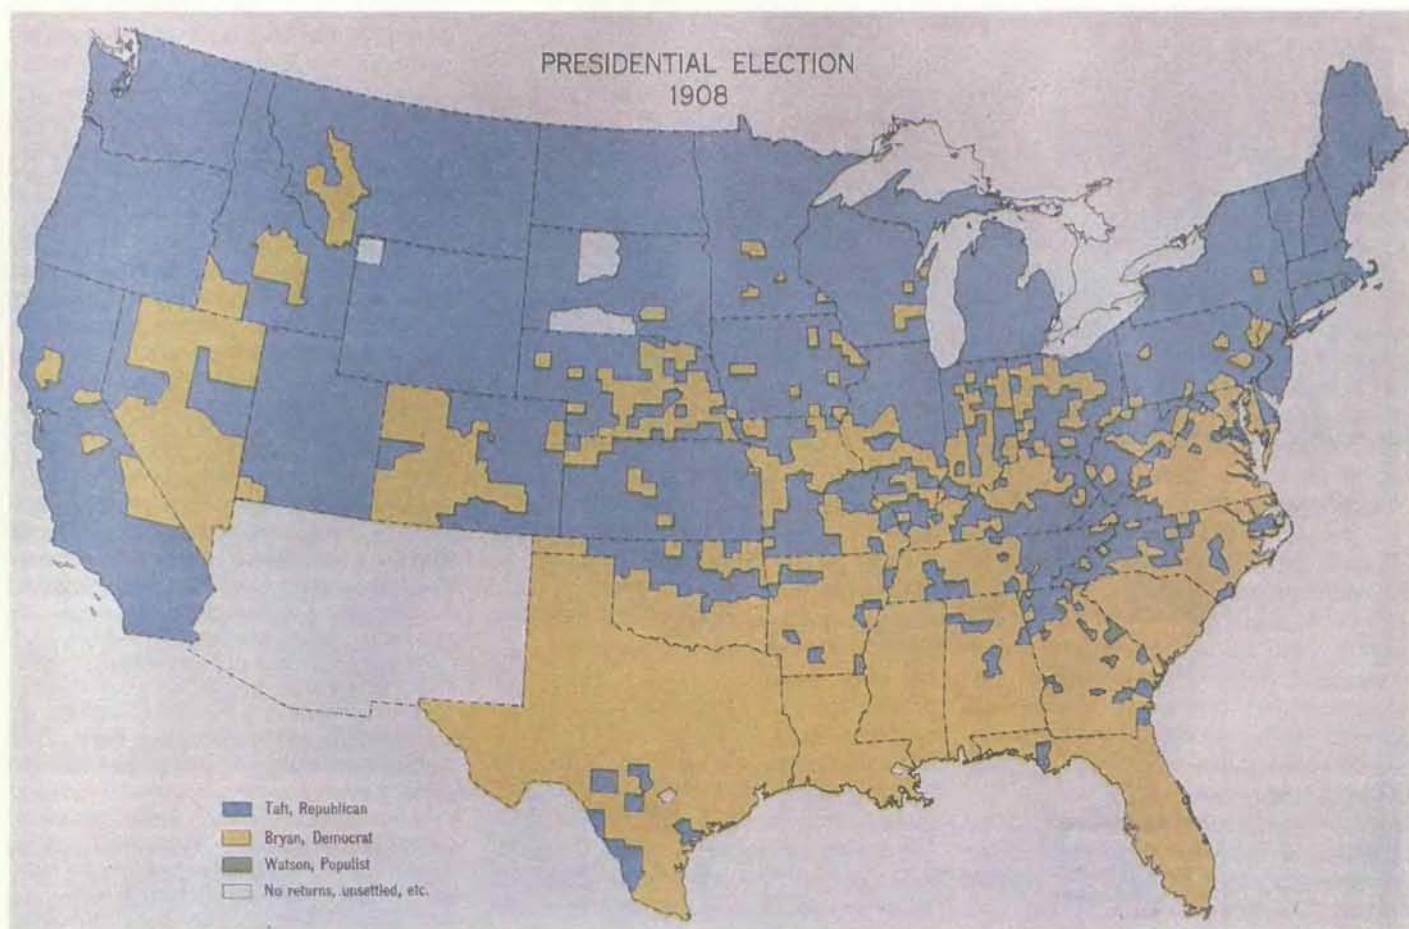 PRESIDENTIAL ELECTION
1908
Taft, Republican
Bryan, Democrat
Watson, Populist
No returns, unsettled, etc.